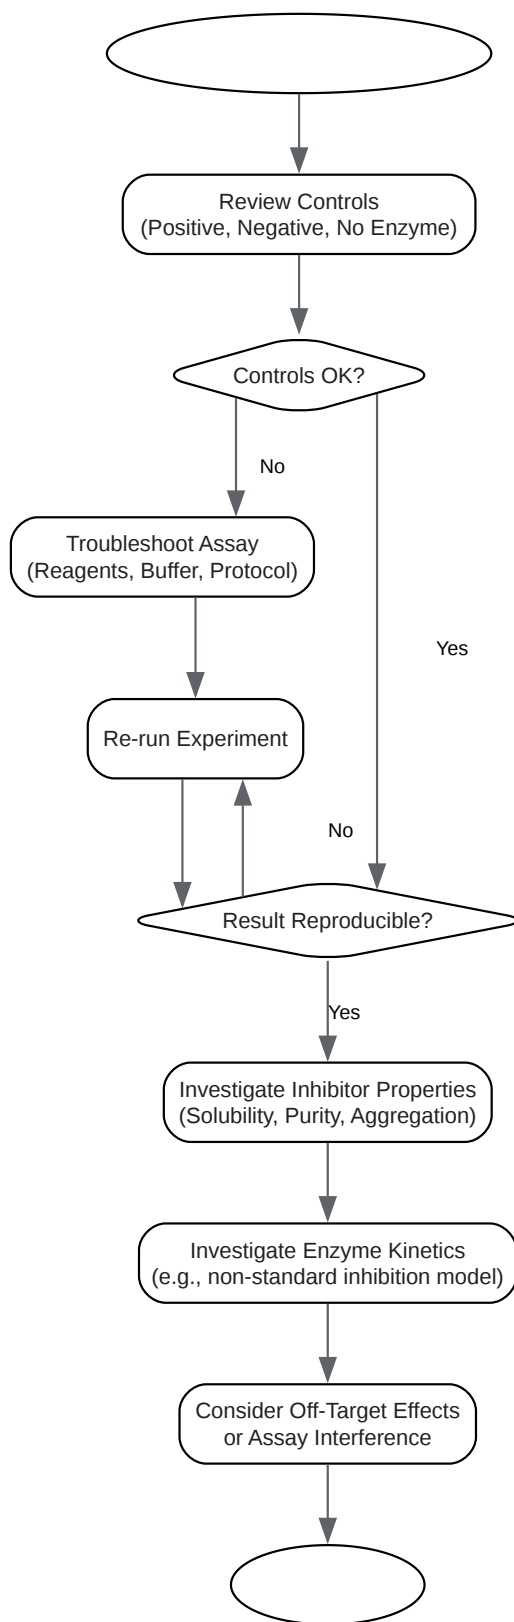 Review Controls
(Positive, Negative, No Enzyme)
Controls OK?
No
Troubleshoot Assay
(Reagents, Buffer, Protocol)
Yes
Re-run Experiment
No
Result Reproducible?
Yes
Investigate Inhibitor Properties
(Solubility, Purity, Aggregation)
Investigate Enzyme Kinetics
(e.g., non-standard inhibition model)
Consider Off-Target Effects
or Assay Interference